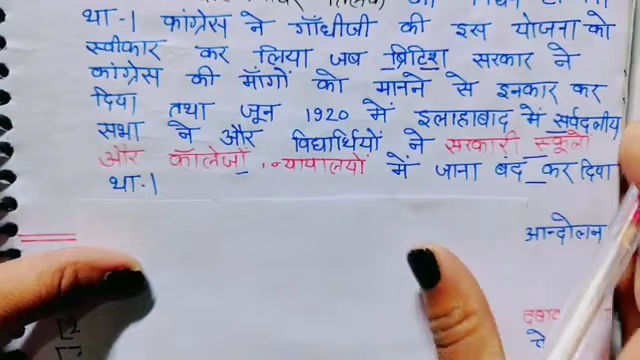 था-। कांग्रेस ने गाँधीजी की इस योजना को
स्वीकार कर लिया जब ब्रिटिश सरकार ने
कांग्रेस की माँगों को मानने से इनकार कर
दिया तथा जून 1920 में इलाहाबाद में सर्वदलीय
सभा ने और विद्यार्थियों ने सरकारी स्कूलों
और कॉलेजों, न्यायालयों में जाना बंद कर दिया
था-।
आन्दोलन